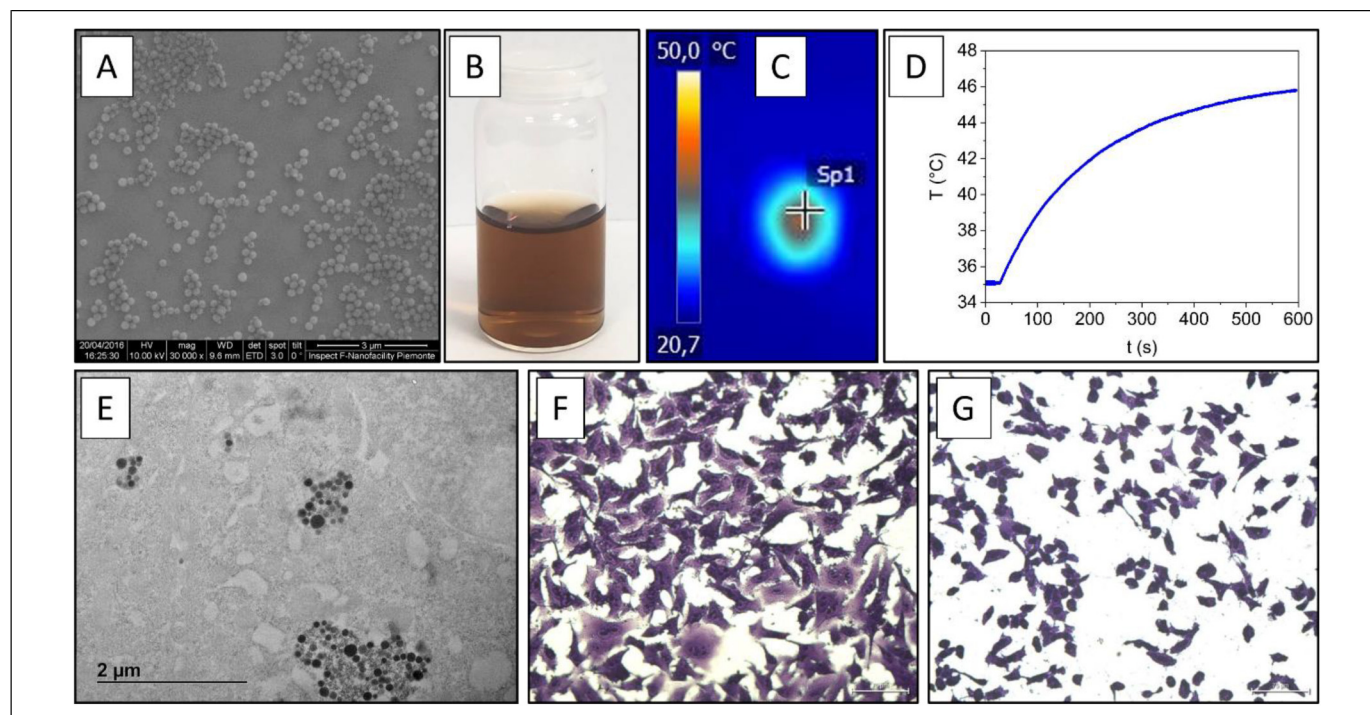 A
20/04/2016 HV mag WD det spot tilt 3 µm
16:25:30 10.00 kV 30 000 x 9.6 mm ETD 3.0 0 ° Inspect F-Nanofacility Piemonte
B
50,0 °C
C
Sp1
20,7
D
48
46
44
42
40
38
36
34
T (°C)
0 100 200 300 400 500 600
t (s)
E
2 µm
F
G